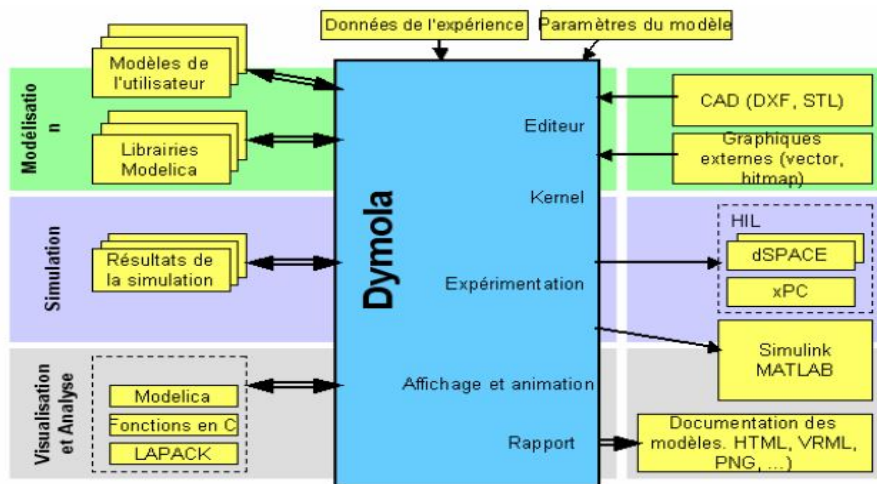 Données de l'expérience
Paramètres du modèle
Modélisatio
n
Modèles de
l'utilisateur
Librairies
Modelica
Simulation
Résultats de
la simulation
Visualisation
et Analyse
Modelica
Fonctions en C
LAPACK
Dymola
Editeur
Kernel
Expérimentation
Affichage et animation
Rapport
CAD (DXF, STL)
Graphiques
externes (vector,
hitmap)
HIL
dSPACE
xPC
Simulink
MATLAB
Documentation des
modèles. HTML, VRML,
PNG, ...)